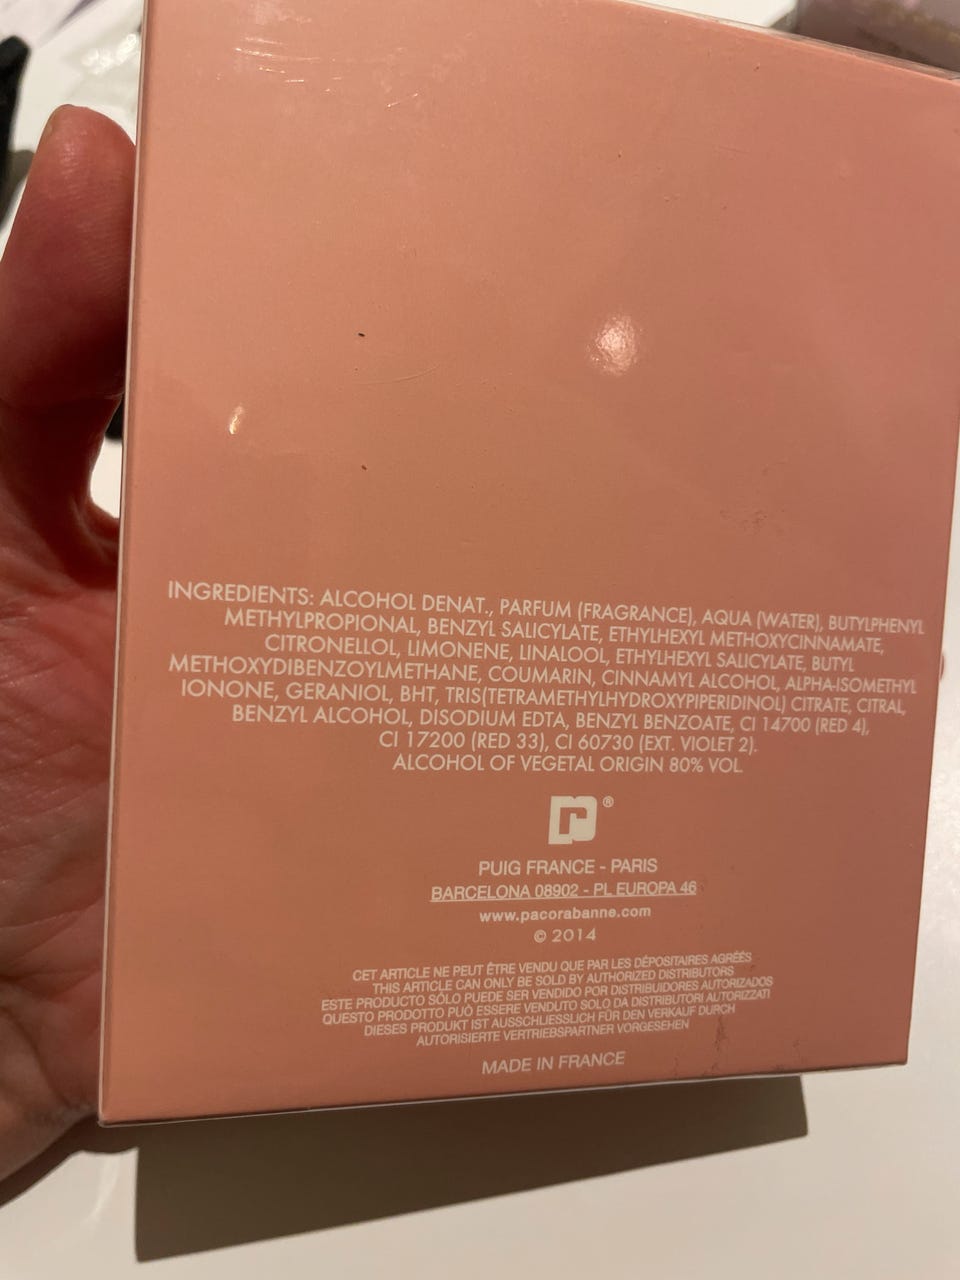 INGREDIENTS: ALCOHOL DENAT., PARFUM (FRAGRANCE), AQUA (WATER), BUTYLPHENYL
METHYLPROPIONAL, BENZYL SALICYLATE, ETHYLHEXYL METHOXYCINNAMATE,
CITRONELLOL, LIMONENE, LINALOOL, ETHYLHEXYL SALICYLATE, BUTYL
METHOXYDIBENZOYLMETHANE, COUMARIN, CINNAMYL ALCOHOL, ALPHA-ISOMETHYL
IONONE, GERANIOL, BHT, TRIS(TETRAMETHYLHYDROXYPIPERIDINOL) CITRATE, CITRAL,
BENZYL ALCOHOL, DISODIUM EDTA, BENZYL BENZOATE, CI 14700 (RED 4),
CI 17200 (RED 33), CI 60730 (EXT. VIOLET 2).
ALCOHOL OF VEGETAL ORIGIN 80% VOL.
r ®
PUIG FRANCE - PARIS
BARCELONA 08902 - PL EUROPA 46
www.pacorabanne.com
© 2014
CET ARTICLE NE PEUT ÊTRE VENDU QUE PAR LES DÉPOSITAIRES AGRÉÉS
THIS ARTICLE CAN ONLY BE SOLD BY AUTHORIZED DISTRIBUTORS
ESTE PRODUCTO SÓLO PUEDE SER VENDIDO POR DISTRIBUIDORES AUTORIZADOS
QUESTO PRODOTTO PUÒ ESSERE VENDUTO SOLO DA DISTRIBUTORI AUTORIZZATI
DIESES PRODUKT IST AUSSCHLIESSLICH FÜR DEN VERKAUF DURCH
AUTORISIERTE VERTRIEBSPARTNER VORGESEHEN
MADE IN FRANCE